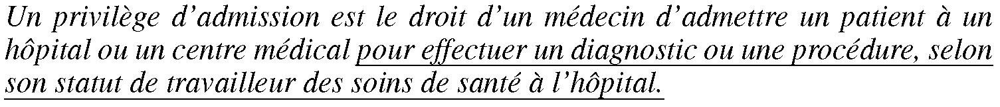 Un privilège d’admission est le droit d’un médecin d’admettre un patient à un
hôpital ou un centre médical pour effectuer un diagnostic ou une procédure, selon
son statut de travailleur des soins de santé à l’hôpital.